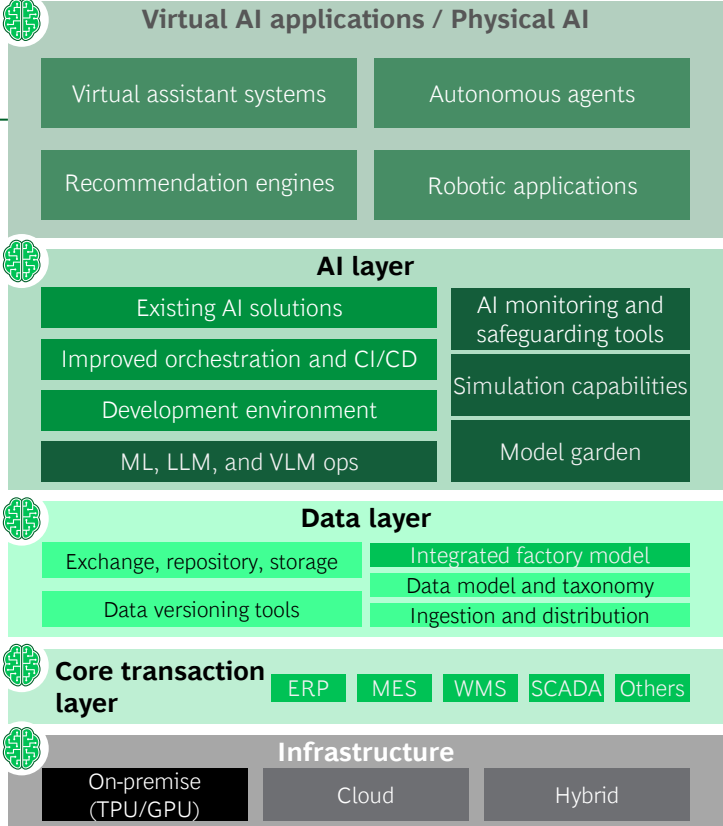 Virtual AI applications / Physical AI
Virtual assistant systems
Autonomous agents
Recommendation engines
Robotic applications
AI layer
Existing AI solutions
Improved orchestration and CI/CD
Development environment
ML, LLM, and VLM ops
AI monitoring and
safeguarding tools
Simulation capabilities
Model garden
Data layer
Exchange, repository, storage
Data versioning tools
Integrated factory model
Data model and taxonomy
Ingestion and distribution
Core transaction
layer
ERP
MES
WMS
SCADA
Others
Infrastructure
On-premise
(TPU/GPU)
Cloud
Hybrid